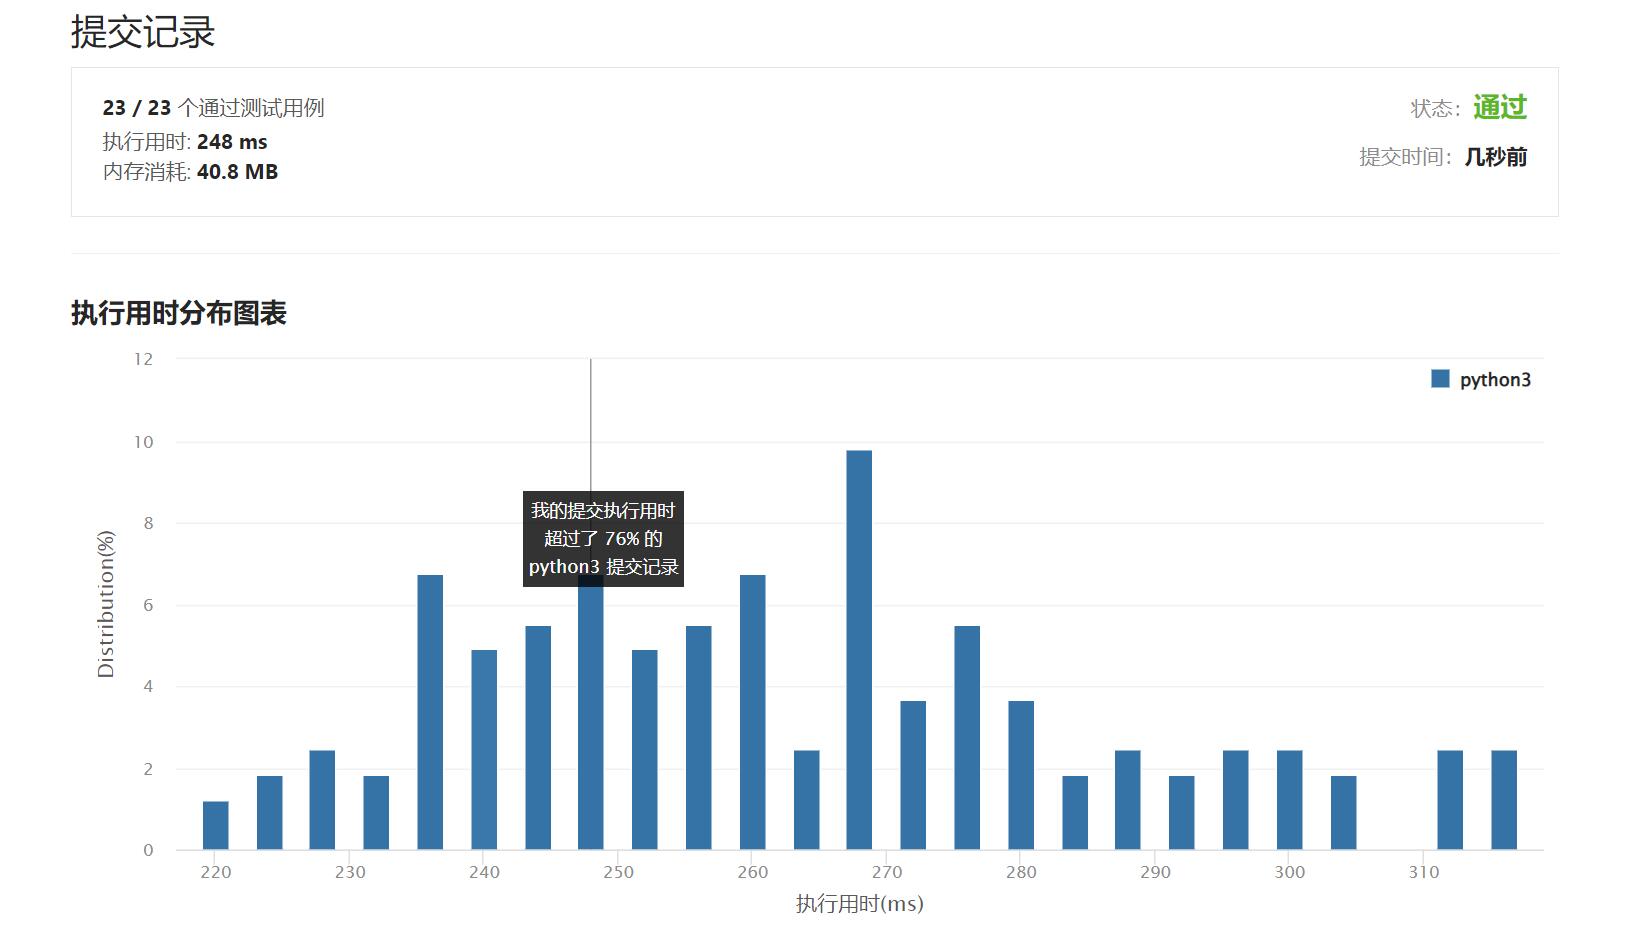 提交记录
23 / 23 个通过测试用例
状态：通过
执行用时: 248 ms
内存消耗: 40.8 MB
提交时间：几秒前
执行用时分布图表
12
python3
10
我的提交执行用时
超过了 76% 的
python3 提交记录
8
Distribution(%)
6
4
2
0
220 230 240 250 260 270 280 290 300 310
执行用时(ms)